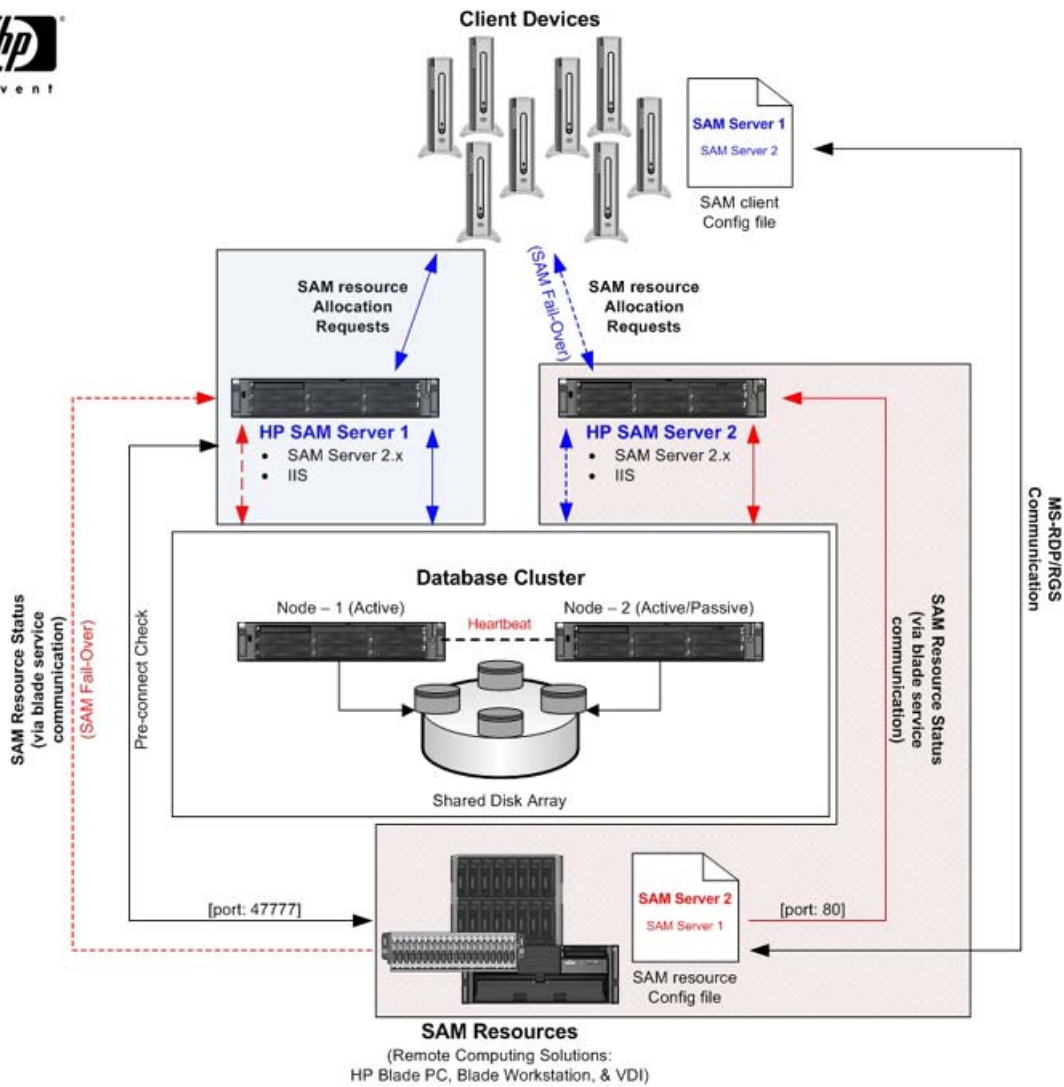 hp
invent
Client Devices
SAM Server 1
SAM Server 2
SAM client
Config file
SAM resource
Allocation
Requests
(SAM Fail-Over)
SAM resource
Allocation
Requests
HP SAM Server 1
• SAM Server 2.x
• IIS
HP SAM Server 2
• SAM Server 2.x
• IIS
MS-RDP/RGS
Communication
Database Cluster
Node – 1 (Active)
Heartbeat
Node – 2 (Active/Passive)
Shared Disk Array
SAM Resource Status
(via blade service
communication)
(SAM Fail-Over)
Pre-connect Check
SAM Resource Status
(via blade service
communication)
[port: 47777]
SAM Server 2
SAM Server 1
[port: 80]
SAM resource
Config file
SAM Resources
(Remote Computing Solutions:
HP Blade PC, Blade Workstation, & VDI)